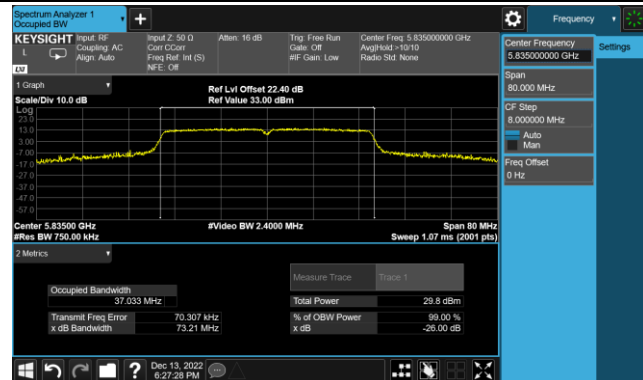 Spectrum Analyzer 1
Occupied BW
Frequency
KEYSIGHT
Input: RF
Coupling: AC
Align: Auto
Input Z: 50 Ω
Corr CCorr
Freq Ref: Int (S)
NFE: Off
Atten: 16 dB
Trig: Free Run
Gate: Off
#IF Gain: Low
Center Freq: 5.835000000 GHz
Avg|Hold:>10/10
Radio Std: None
L
LXI
Center Frequency
5.835000000 GHz
Settings
Span
80.000 MHz
CF Step
8.000000 MHz
Auto
Man
Freq Offset
0 Hz
1 Graph
Scale/Div 10.0 dB
Ref Lvl Offset 22.40 dB
Ref Value 33.00 dBm
Log
23.0
13.0
3.00
-7.00
-17.0
-27.0
-37.0
-47.0
-57.0
Center 5.83500 GHz
#Video BW 2.4000 MHz
Span 80 MHz
#Res BW 750.00 kHz
Sweep 1.07 ms (2001 pts)
2 Metrics
Measure Trace
Trace 1
Occupied Bandwidth
37.033 MHz
Total Power
29.8 dBm
Transmit Freq Error
70.307 kHz
% of OBW Power
99.00 %
x dB Bandwidth
73.21 MHz
x dB
-26.00 dB
?
Dec 13, 2022
6:27:28 PM